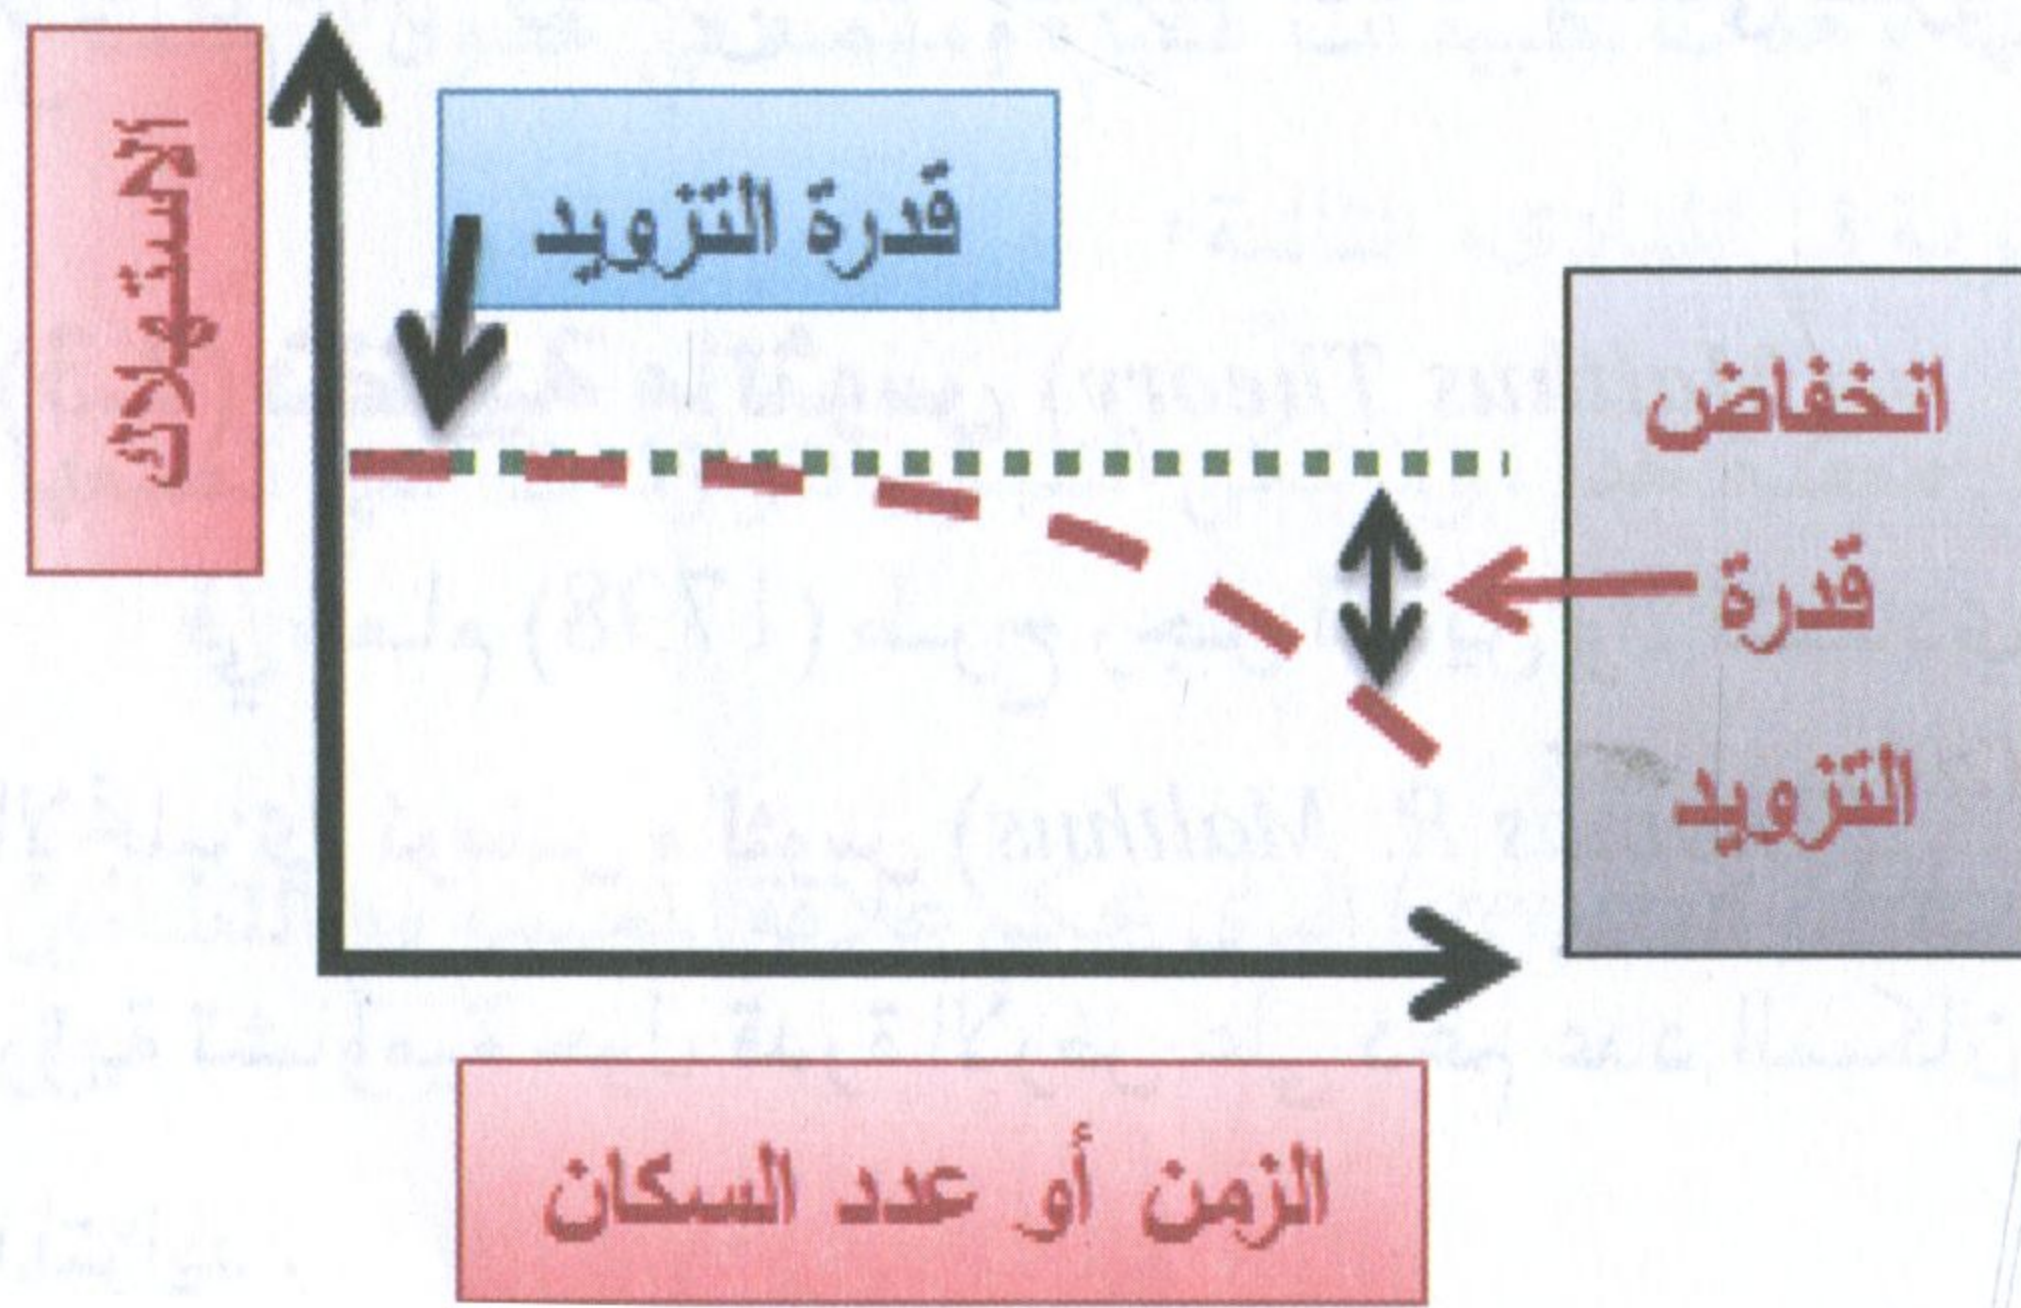 الاستهلاك
قدرة التزويد
انخفاض
قدرة
التزويد
الزمن أو عدد السكان